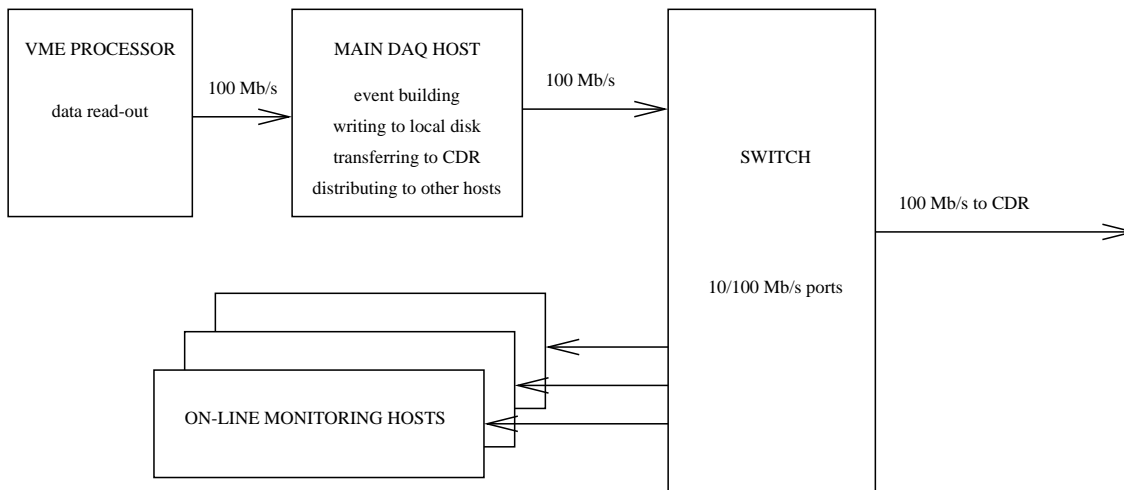 VME PROCESSOR
data read-out
100 Mb/s
MAIN DAQ HOST
event building
writing to local disk
transferring to CDR
distributing to other hosts
100 Mb/s
SWITCH
10/100 Mb/s ports
100 Mb/s to CDR
ON-LINE MONITORING HOSTS